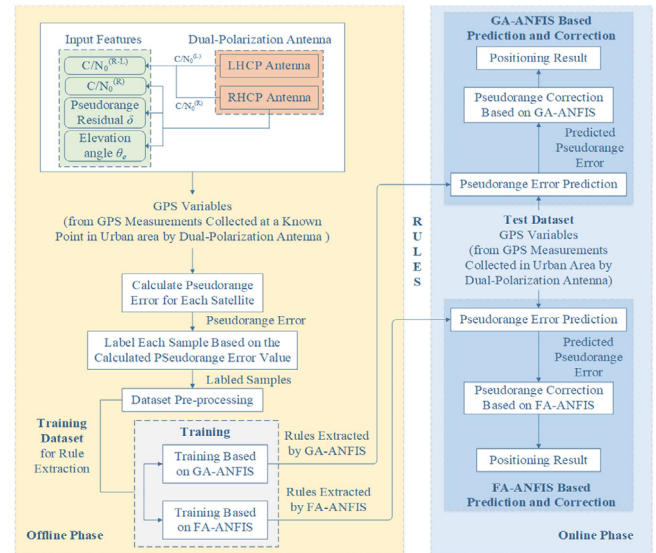 Input Features
Dual-Polarization Antenna
C/N₀⁽ᴿ⁻ᴸ⁾
C/N₀⁽ᴿ⁾
Pseudorange
Residual δ
Elevation
angle θₑ
C/N₀⁽ᴸ⁾
C/N₀⁽ᴿ⁾
LHCP Antenna
RHCP Antenna
GPS Variables
(from GPS Measurements Collected at a Known
Point in Urban area by Dual-Polarization Antenna )
Calculate Pseudorange
Error for Each Satellite
Pseudorange Error
Label Each Sample Based on the
Calculated PSeudorange Error Value
Labled Samples
Dataset Pre-processing
Training
Dataset
for Rule
Extraction
Training
Training Based
on GA-ANFIS
Training Based
on FA-ANFIS
Rules Extracted
by GA-ANFIS
Rules Extracted
by FA-ANFIS
Offline Phase
R
U
L
E
S
GA-ANFIS Based
Prediction and Correction
Positioning Result
Pseudorange Correction
Based on GA-ANFIS
Predicted
Pseudorange
Error
Pseudorange Error Prediction
Test Dataset
GPS Variables
(from GPS Measurements
Collected in Urban Area by
Dual-Polarization Antenna)
Pseudorange Error Prediction
Predicted
Pseudorange
Error
Pseudorange Correction
Based on FA-ANFIS
Positioning Result
FA-ANFIS Based
Prediction and Correction
Online Phase